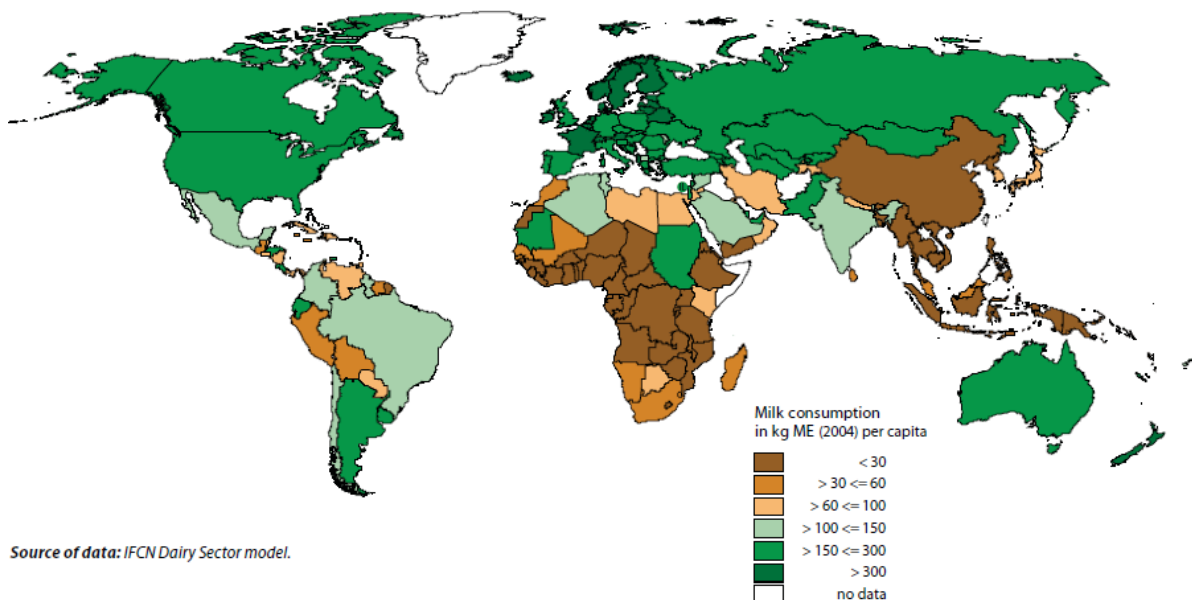 Milk consumption
in kg ME (2004) per capita
< 30
> 30 <= 60
> 60 <= 100
> 100 <= 150
> 150 <= 300
> 300
no data
Source of data: IFCN Dairy Sector model.